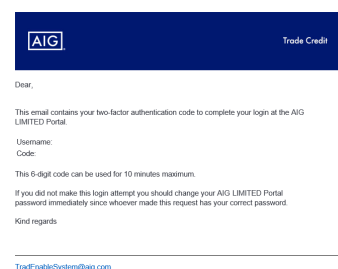 AIG
Trade Credit
Dear,
This email contains your two-factor authentication code to complete your login at the AIG
LIMITED Portal.
Username:
Code:
This 6-digit code can be used for 10 minutes maximum.
If you did not make this login attempt you should change your AIG LIMITED Portal
password immediately since whoever made this request has your correct password.
Kind regards
TradEnableSystem@aig.com